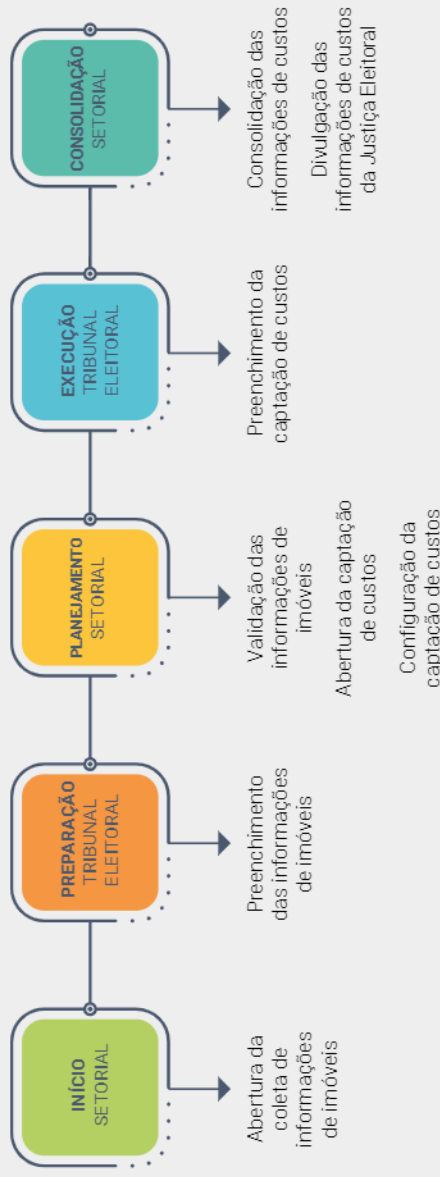 INÍCIO
SETORIAL
Abertura da
coleta de
informações
de imóveis
PREPARAÇÃO
TRIBUNAL
ELEITORAL
Preenchimento
das informações
de imóveis
PLANEJAMENTO
SETORIAL
Validação das
informações de
imóveis
Abertura da captação
de custos
Configuração da
captação de custos
EXECUÇÃO
TRIBUNAL
ELEITORAL
Preenchimento da
captação de custos
CONSOLIDAÇÃO
SETORIAL
Consolidação das
informações de custos
Divulgação das
informações de custos
da Justiça Eleitoral